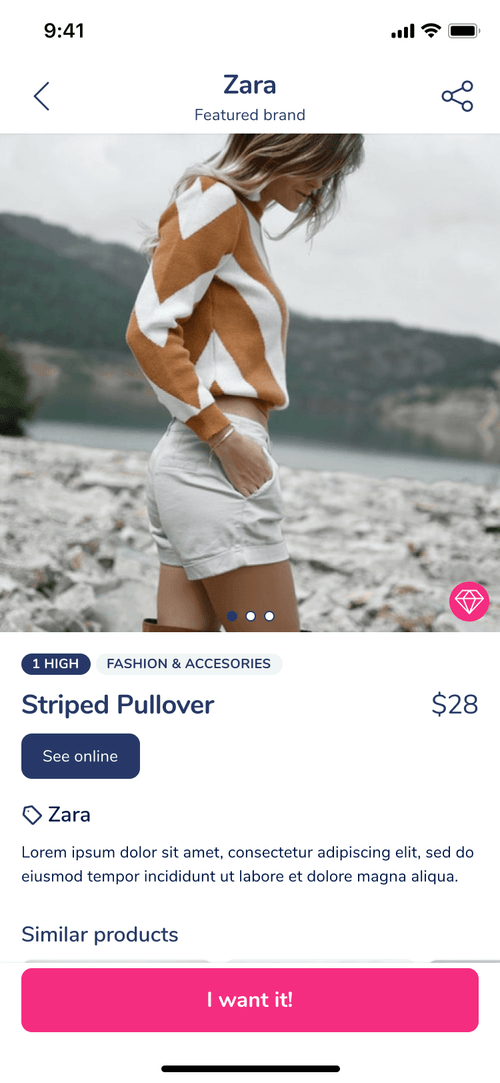 9:41
Zara
Featured brand
1 HIGH
FASHION & ACCESORIES
Striped Pullover
$28
See online
Zara
Lorem ipsum dolor sit amet, consectetur adipiscing elit, sed do
eiusmod tempor incididunt ut labore et dolore magna aliqua.
Similar products
I want it!